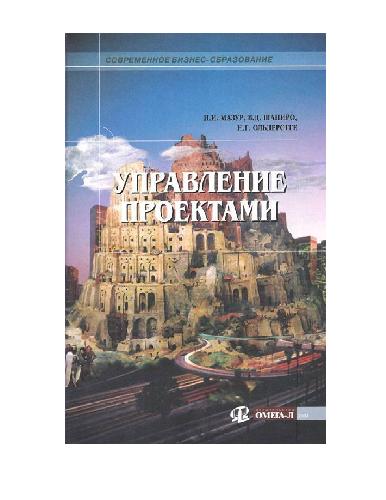 СОВРЕМЕННОЕ БИЗНЕС-ОБРАЗОВАНИЕ
И.И. МАЗУР, В.Д. ШАПИРО,
Н.Г. ОЛЬДЕРОГГЕ
УПРАВЛЕНИЕ
ПРОЕКТАМИ
ОМЕГА-Л